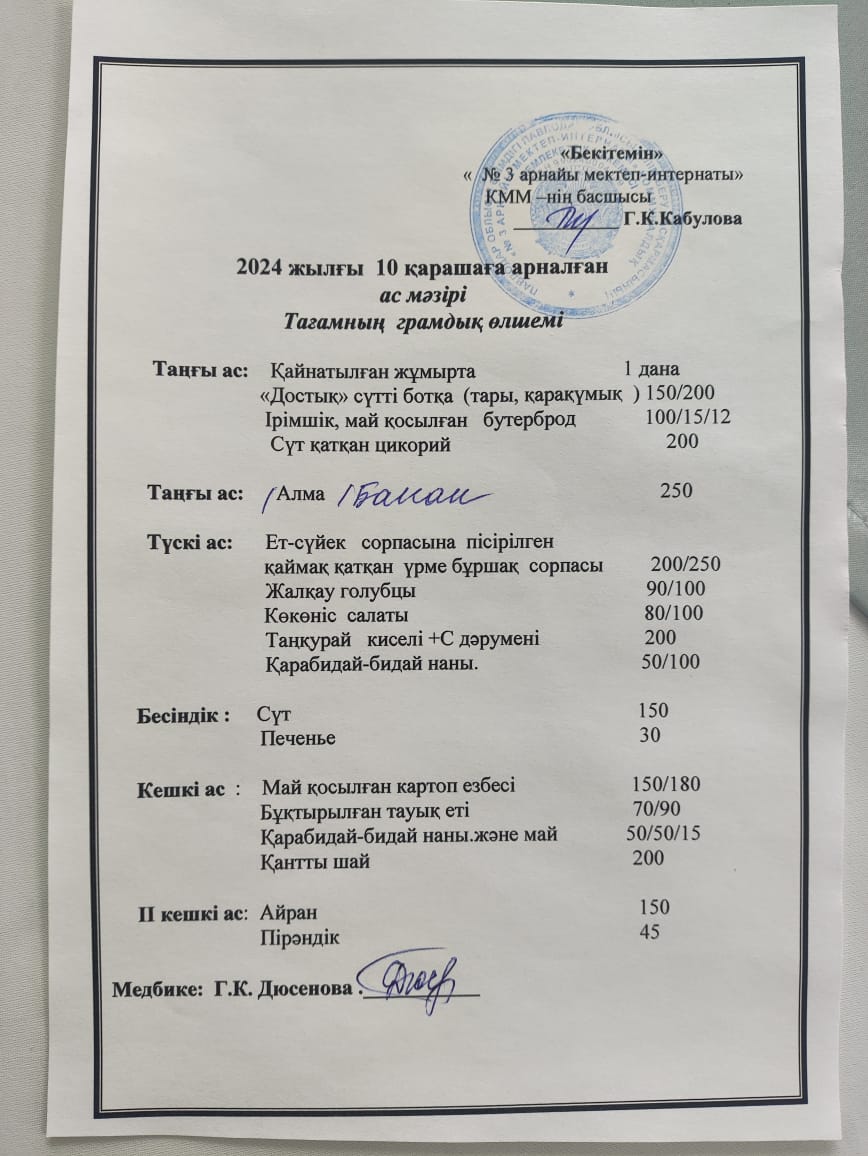 «Бекітемін»
« № 3 арнайы мектеп-интернаты»
КММ –нің басшысы
Г.К.Кабулова
2024 жылғы 10 қарашаға арналған
ас мәзірі
Тағамның грамдық өлшемі
Таңғы ас: Қайнатылған жұмырта 1 дана
«Достық» сүтті ботқа (тары, қарақұмық ) 150/200
Ірімшік, май қосылған бутерброд 100/15/12
Сүт қатқан цикорий 200
Таңғы ас: /Алма /Банан 250
Түскі ас: Ет-сүйек сорпасына пісірілген
қаймақ қатқан үрме бұршақ сорпасы 200/250
Жалқау голубцы 90/100
Көкөніс салаты 80/100
Таңқурай киселі +С дәрумені 200
Қарабидай-бидай наны. 50/100
Бесіндік : Сүт 150
Печенье 30
Кешкі ас : Май қосылған картоп езбесі 150/180
Бұқтырылған тауық еті 70/90
Қарабидай-бидай наны.және май 50/50/15
Қантты шай 200
II кешкі ас: Айран 150
Пірәндік 45
Медбике: Г.К. Дюсенова .